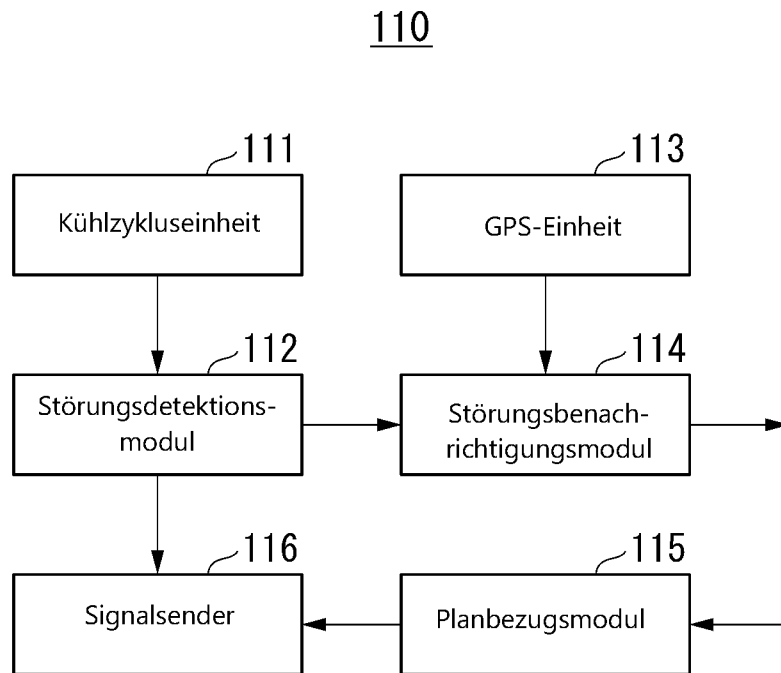 110
111
113
Kühlzykluseinheit
GPS-Einheit
112
114
Störungsdetektions-
modul
Störungsbenach-
richtigungsmodul
116
115
Signalsender
Planbezugsmodul